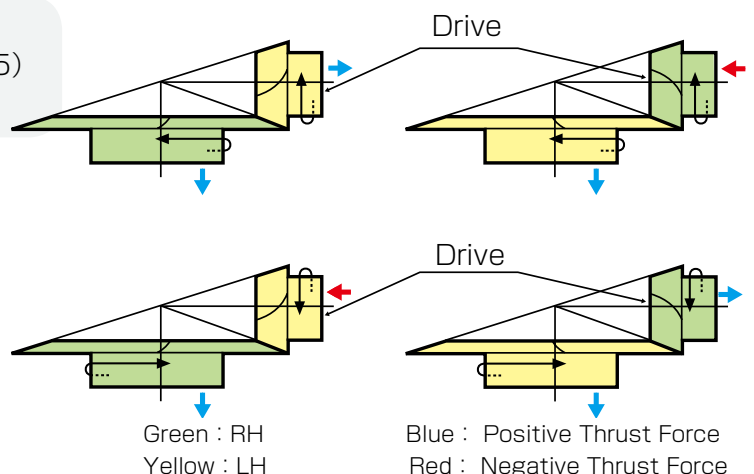 Drive
5)
Drive
Green : RH
Yellow : LH
Blue : Positive Thrust Force
Red : Negative Thrust Force